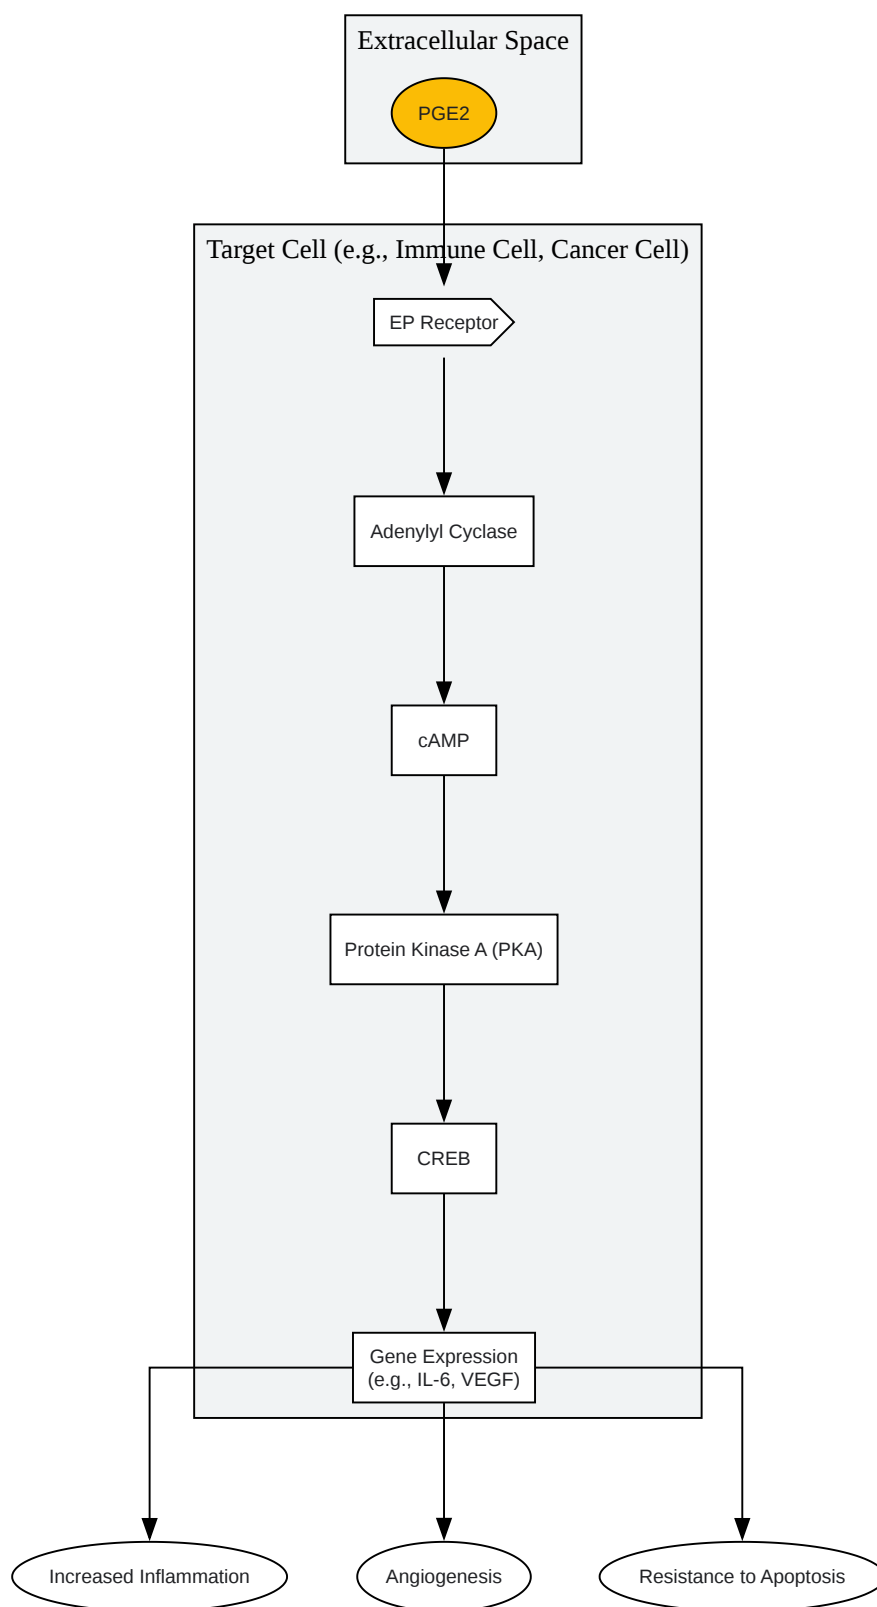 Extracellular Space
PGE2
Target Cell (e.g., Immune Cell, Cancer Cell)
EP Receptor
Adenylyl Cyclase
cAMP
Protein Kinase A (PKA)
CREB
Gene Expression
(e.g., IL-6, VEGF)
Increased Inflammation
Angiogenesis
Resistance to Apoptosis